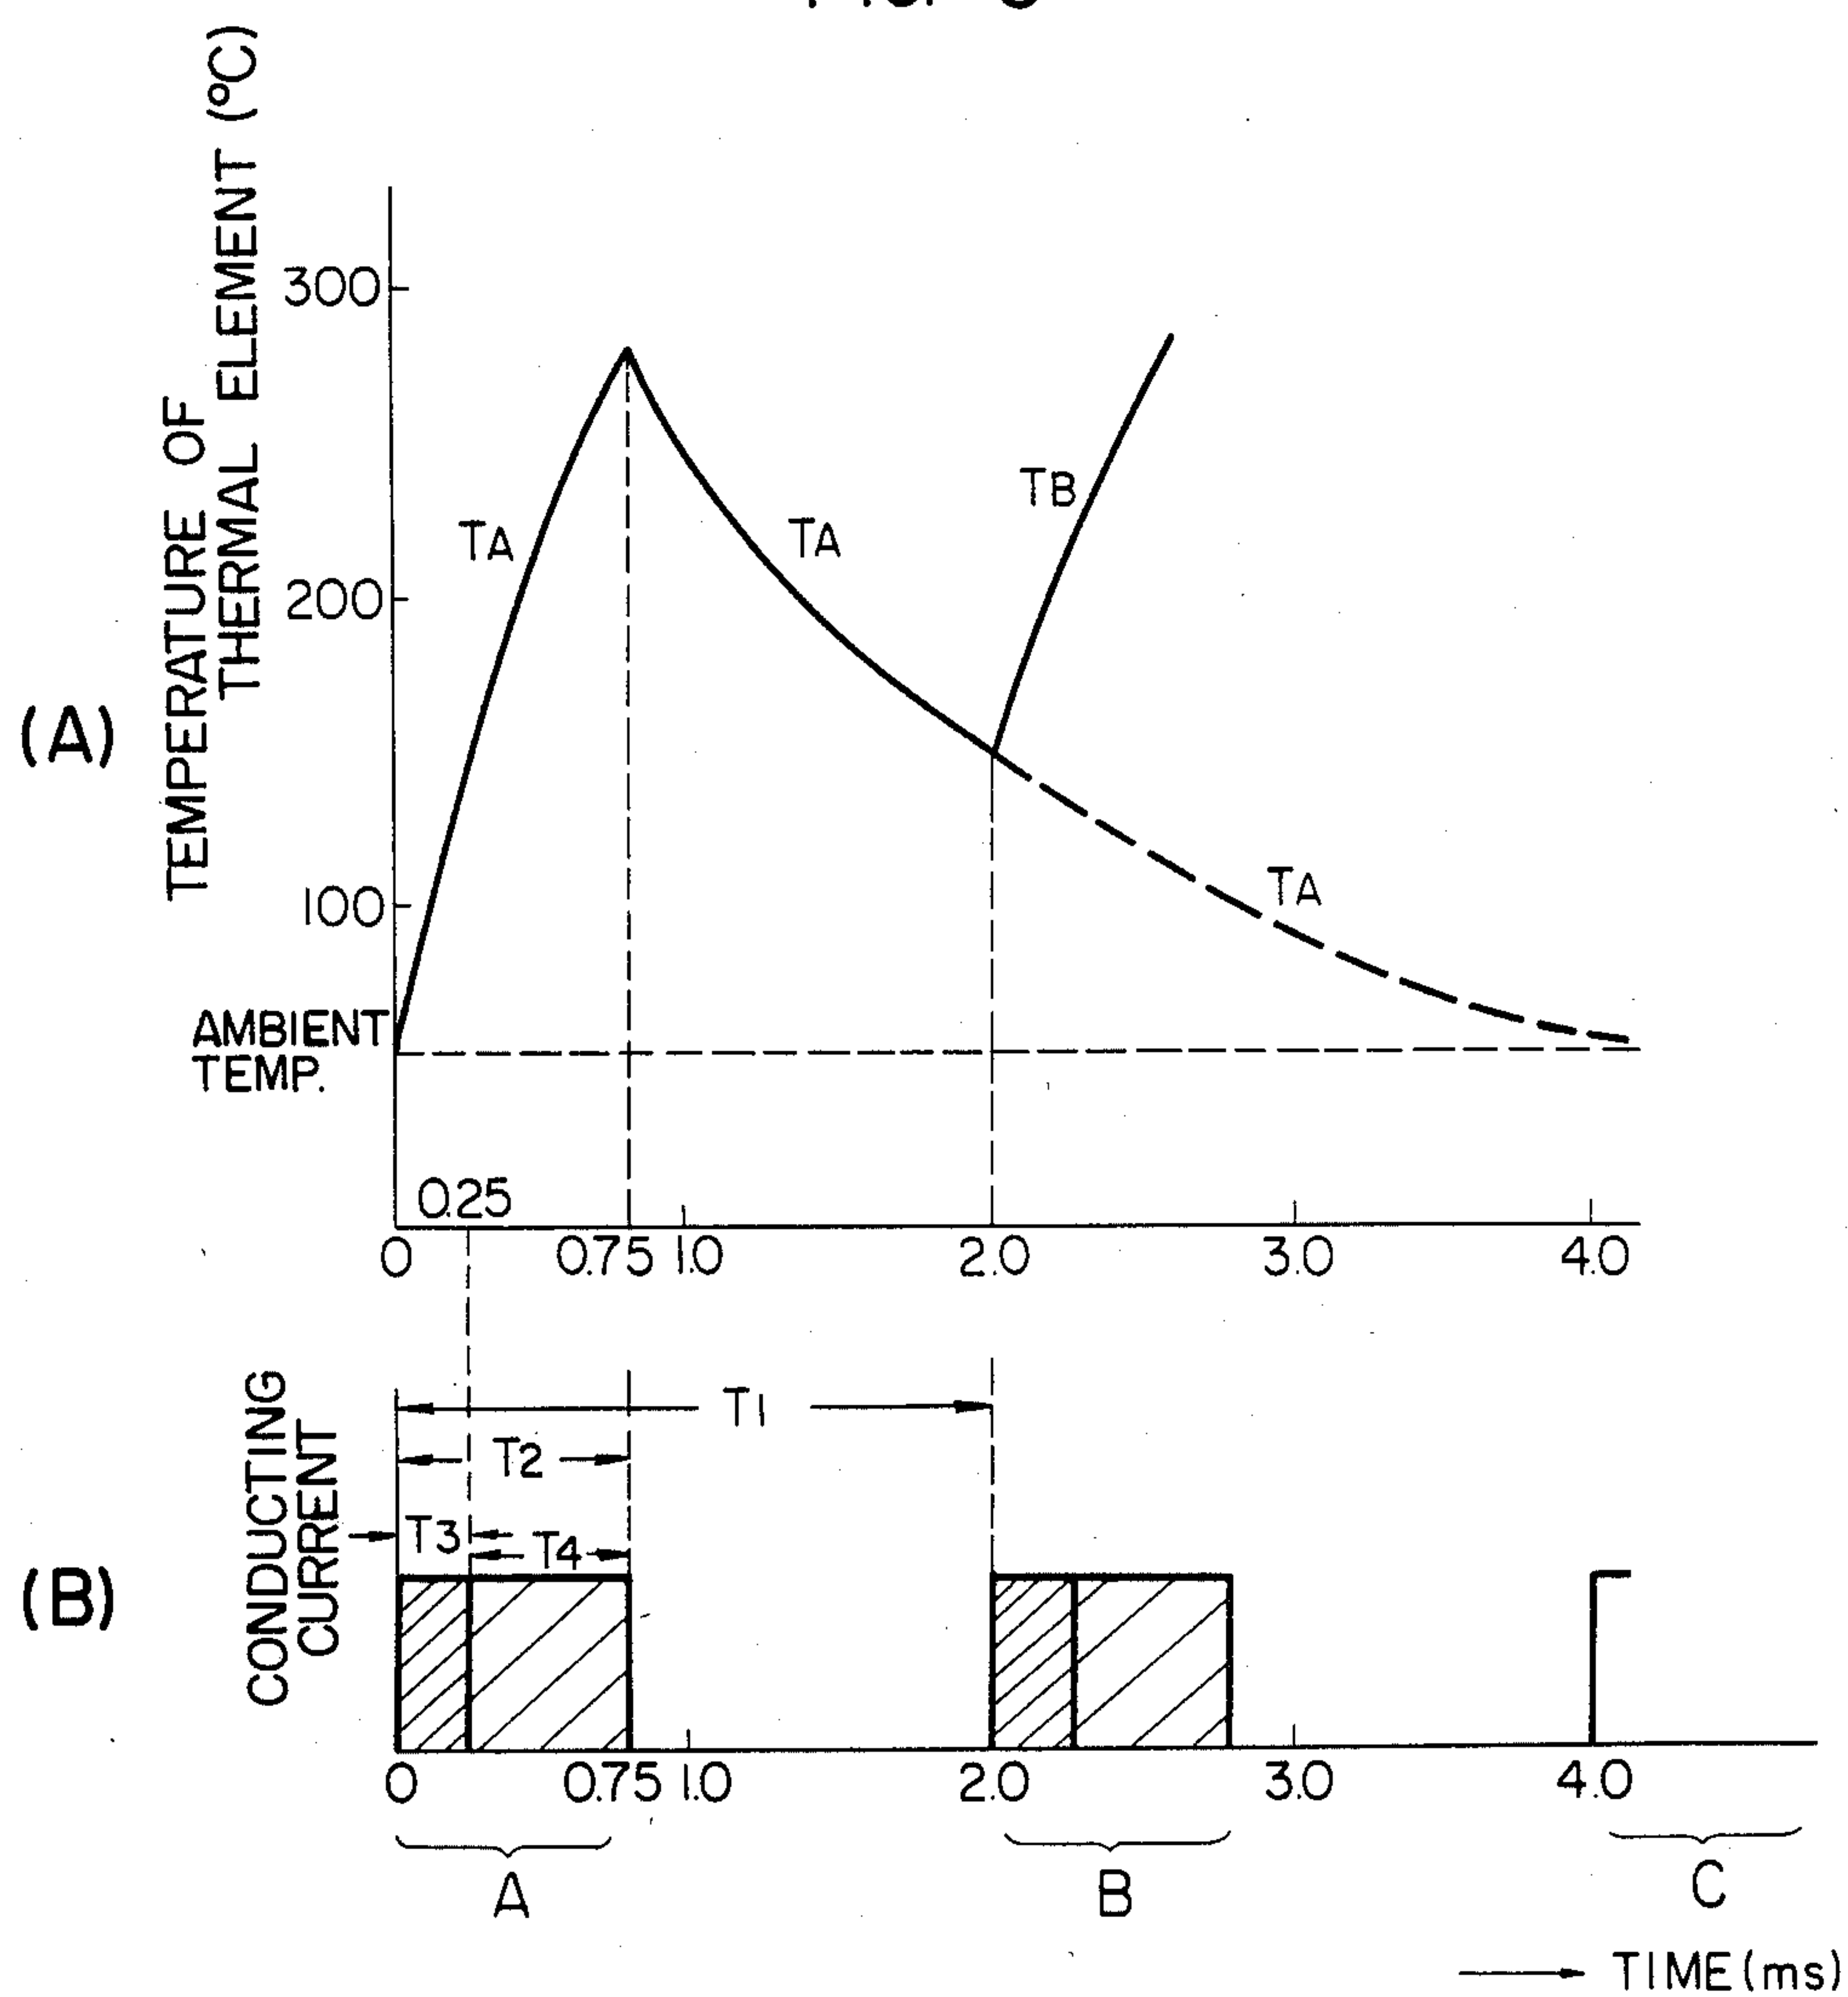 TEMPERATURE OF
THERMAL ELEMENT (°C)
300
200
100
(A)
TA
TA
TB
TA
AMBIENT
TEMP.
0.25
0 0.75 1.0 2.0 3.0 4.0
CONDUCTING
CURRENT
T1
T2
T3
T4
(B)
0 0.75 1.0 2.0 3.0 4.0
A B C
TIME (ms)